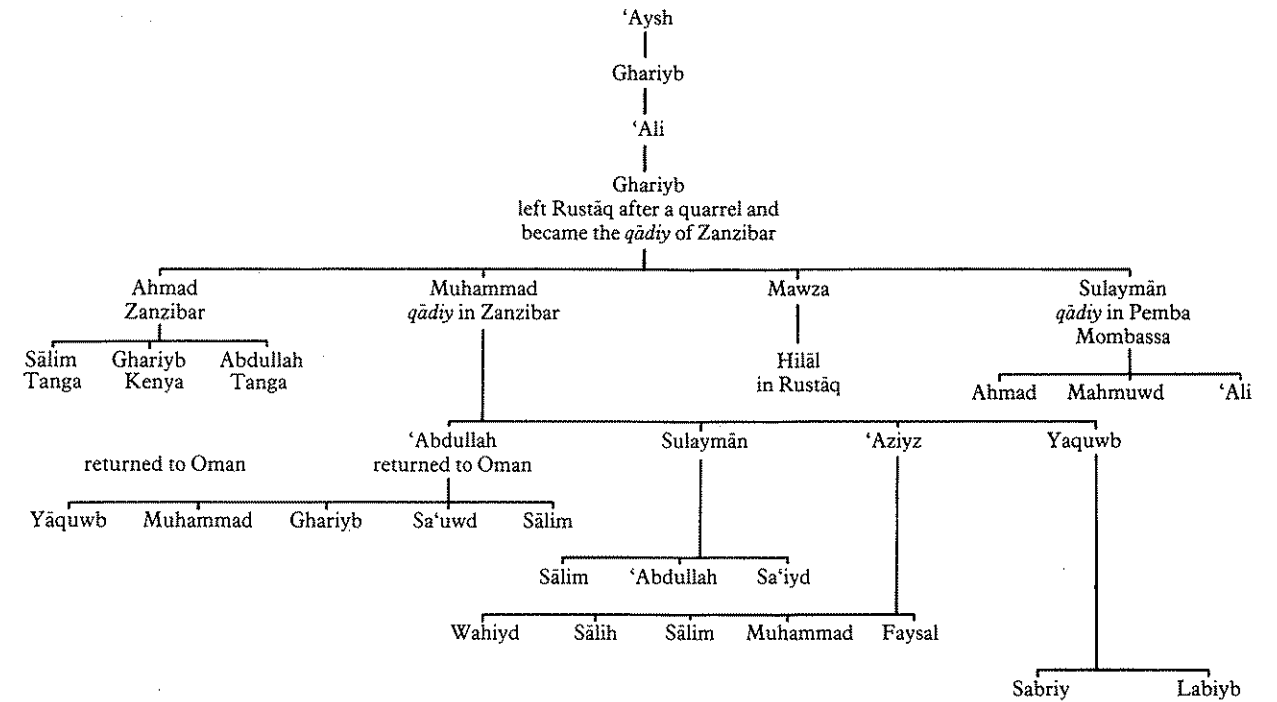 ‘Aysh
Ghariyb
‘Ali
Ghariyb
left Rustāq after a quarrel and
became the qādiy of Zanzibar
Ahmad
Zanzibar
Muhammad
qādiy in Zanzibar
Mawza
Sulaymān
qādiy in Pemba
Mombassa
Sālim
Tanga
Ghariyb
Kenya
Abdullah
Tanga
Hilāl
in Rustāq
Ahmad
Mahmuwd
‘Ali
‘Abdullah
returned to Oman
Sulaymān
‘Aziyz
Yaquwb
returned to Oman
Yāquwb
Muhammad
Ghariyb
Sa‘uwd
Sālim
Sālim
‘Abdullah
Sa‘iyd
Wahiyd
Sālih
Sālim
Muhammad
Faysal
Sabriy
Labiyb